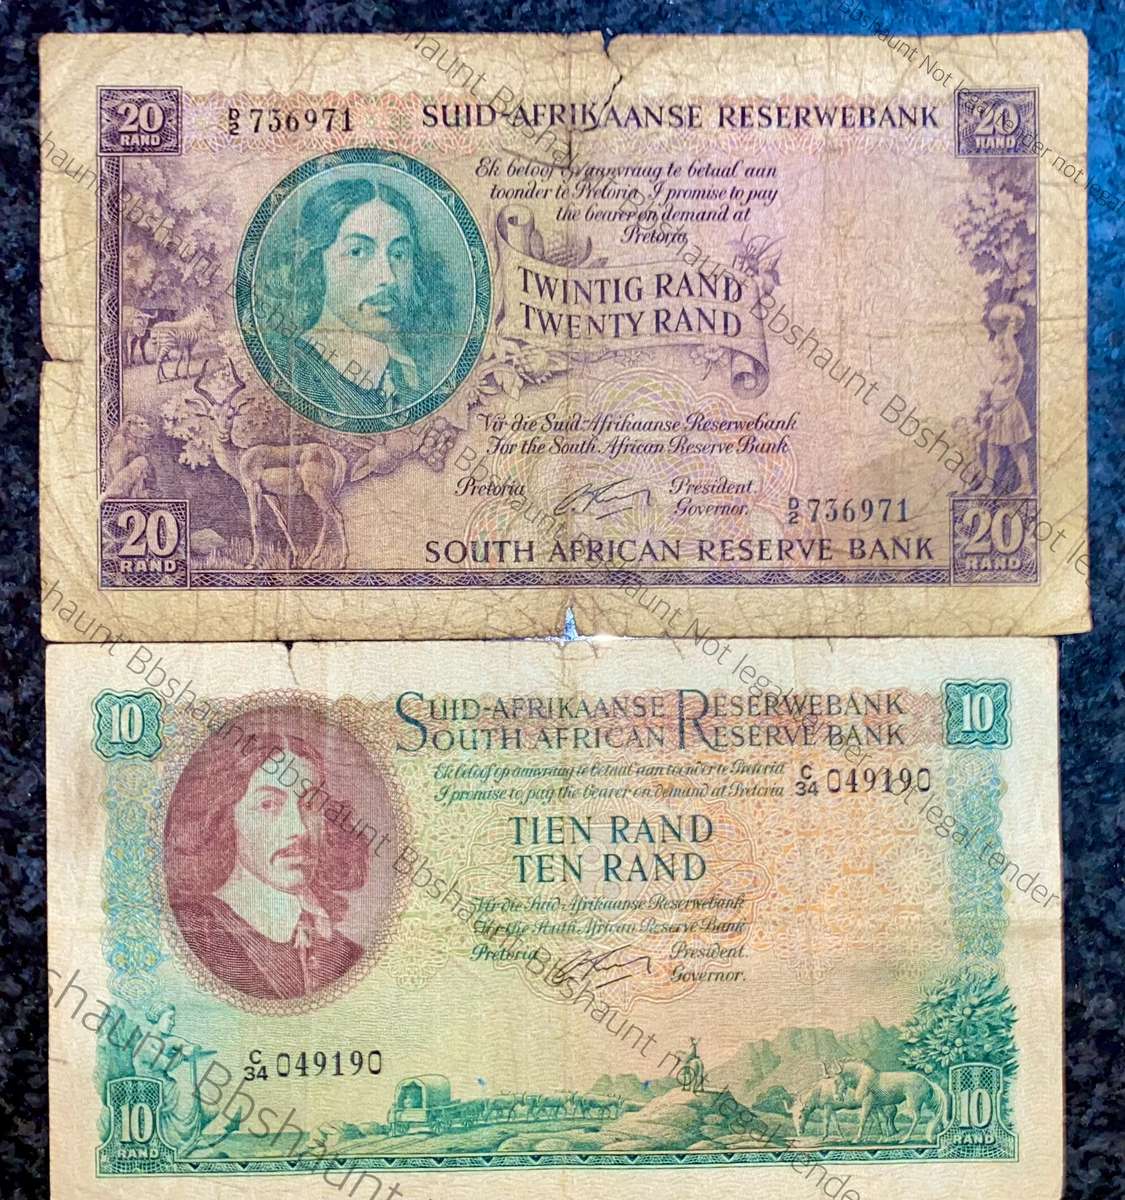 20 RAND
D/2 736971
SUID-AFRIKAANSE RESERWEBANK
20 RAND
Ek beloof op aanvraag te betaal aan
toonder te Pretoria. I promise to pay
the bearer on demand at
Pretoria
TWINTIG RAND
TWENTY RAND
Vir die Suid-Afrikaanse Reserwebank
For the South African Reserve Bank
Pretoria
President.
Governor.
D/2 736971
20 RAND
SOUTH AFRICAN RESERVE BANK
20 RAND
10
SUID-AFRIKAANSE RESERWEBANK
SOUTH AFRICAN RESERVE BANK
10
Ek beloof op aanvraag te betaal aan toonder te Pretoria
I promise to pay the bearer on demand at Pretoria
C/34 049190
TIEN RAND
TEN RAND
Vir die Suid-Afrikaanse Reserwebank
For the South African Reserve Bank
Pretoria
President.
Governor.
C/34 049190
10 RAND
10 RAND
Bbshaunt Not legal tender